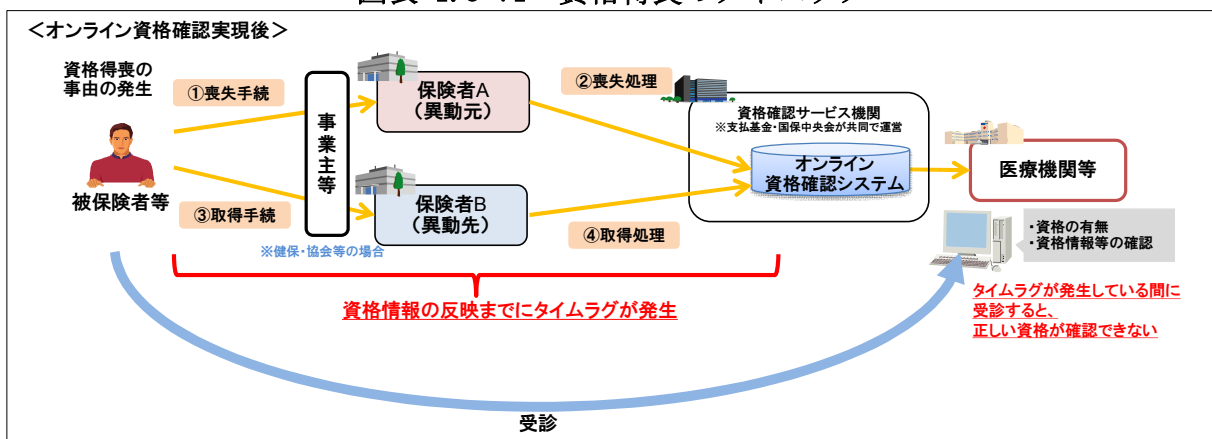 ＜オンライン資格確認実現後＞
資格得喪の
事由の発生
被保険者等
①喪失手続
③取得手続
事業主等
※健保・協会等の場合
保険者A
（異動元）
保険者B
（異動先）
②喪失処理
④取得処理
資格確認サービス機関
※支払基金・国保中央会が共同で運営
オンライン
資格確認システム
医療機関等
・資格の有無
・資格情報等の確認
資格情報の反映までにタイムラグが発生
タイムラグが発生している間に
受診すると、
正しい資格が確認できない
受診